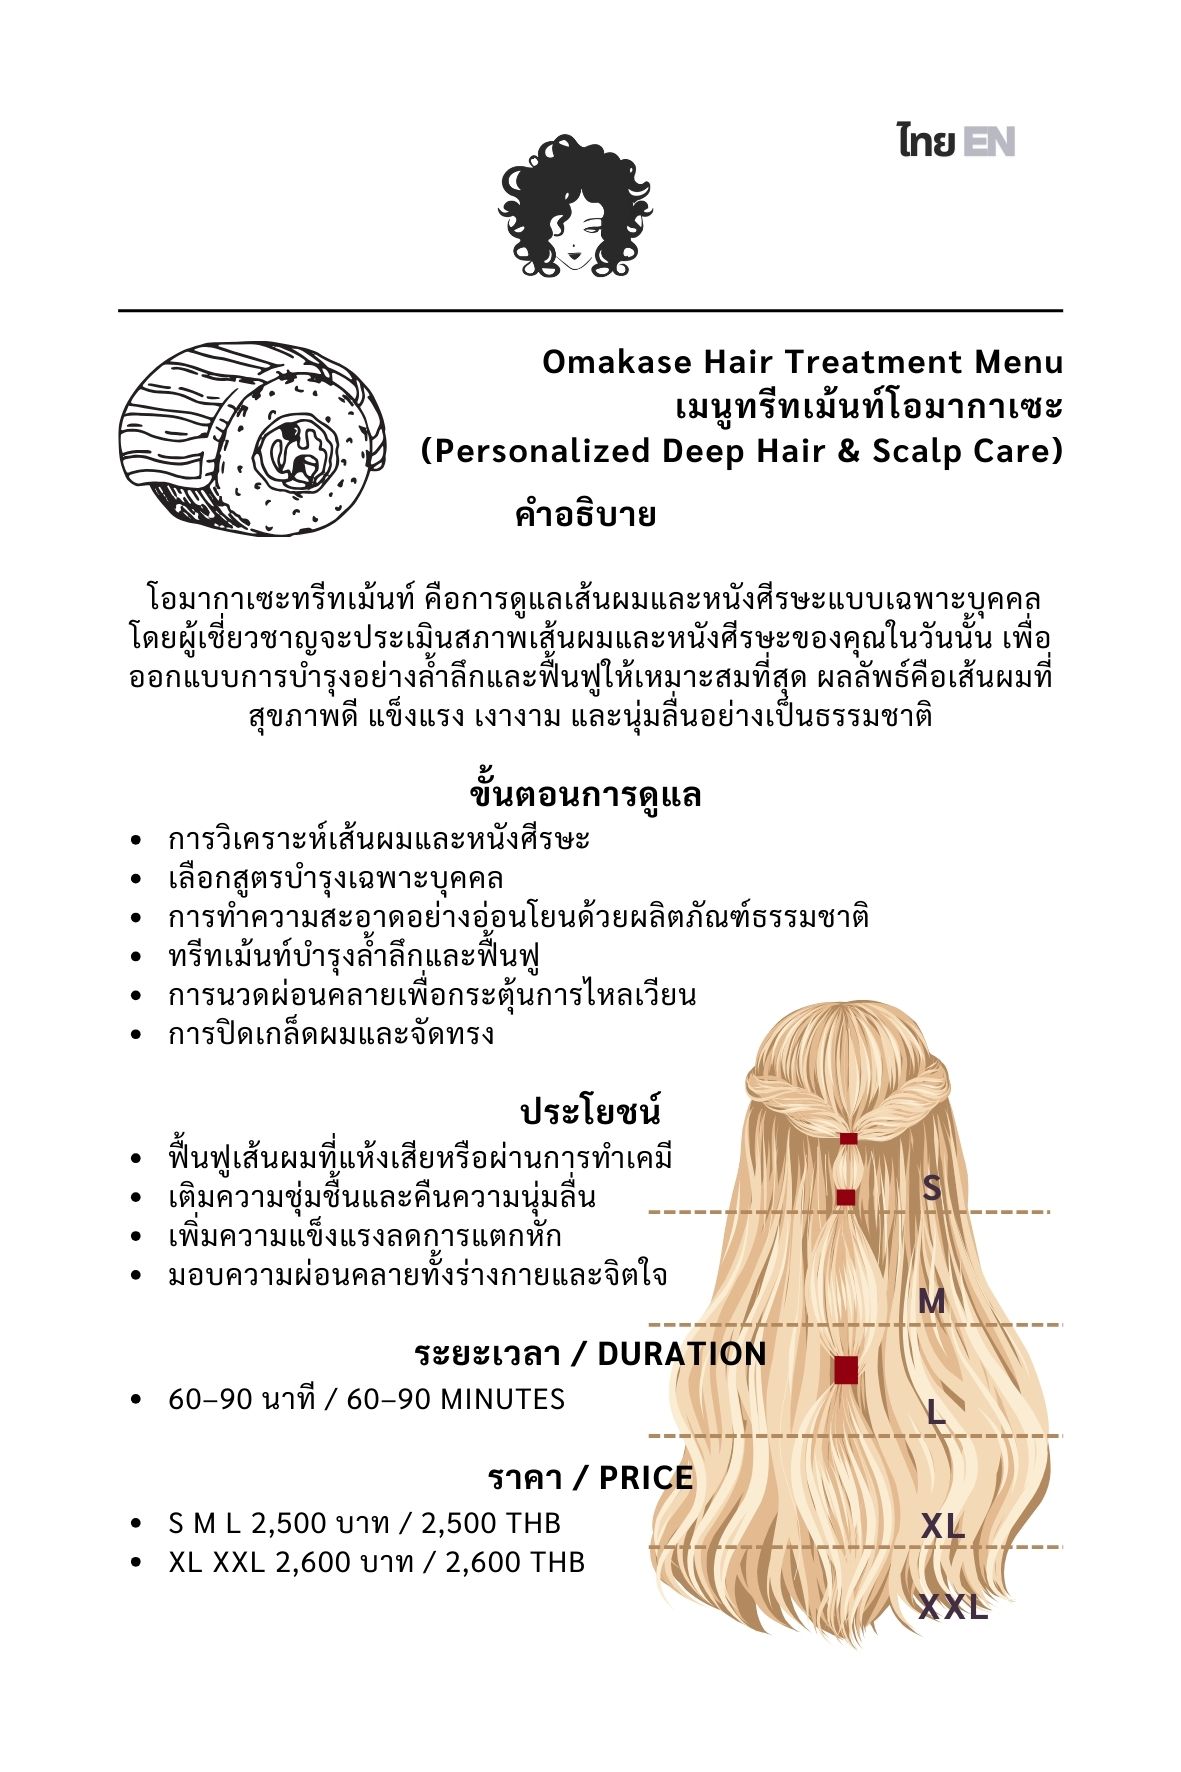 ไทย EN
Omakase Hair Treatment Menu
เมนูทรีทเม้นท์โอมากาเซะ
(Personalized Deep Hair & Scalp Care)
คำอธิบาย
โอมากาเซะทรีทเม้นท์ คือการดูแลเส้นผมและหนังศีรษะแบบเฉพาะบุคคล
โดยผู้เชี่ยวชาญจะประเมินสภาพเส้นผมและหนังศีรษะของคุณในวันนั้น เพื่อ
ออกแบบการบำรุงอย่างล้ำลึกและฟื้นฟูให้เหมาะสมที่สุด ผลลัพธ์คือเส้นผมที่
สุขภาพดี แข็งแรง เงางาม และนุ่มลื่นอย่างเป็นธรรมชาติ
ขั้นตอนการดูแล
• การวิเคราะห์เส้นผมและหนังศีรษะ
• เลือกสูตรบำรุงเฉพาะบุคคล
• การทำความสะอาดอย่างอ่อนโยนด้วยผลิตภัณฑ์ธรรมชาติ
• ทรีทเม้นท์บำรุงล้ำลึกและฟื้นฟู
• การนวดผ่อนคลายเพื่อกระตุ้นการไหลเวียน
• การปิดเกล็ดผมและจัดทรง
ประโยชน์
• ฟื้นฟูเส้นผมที่แห้งเสียหรือผ่านการทำเคมี
• เติมความชุ่มชื้นและคืนความนุ่มลื่น
• เพิ่มความแข็งแรงลดการแตกหัก
• มอบความผ่อนคลายทั้งร่างกายและจิตใจ
ระยะเวลา / DURATION
• 60–90 นาที / 60–90 MINUTES
ราคา / PRICE
• S M L 2,500 บาท / 2,500 THB
• XL XXL 2,600 บาท / 2,600 THB
S
M
L
XL
XXL